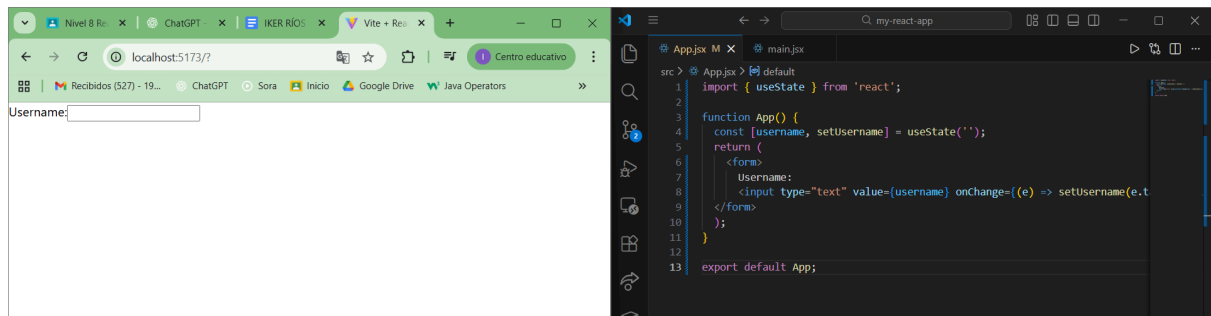 Nivel 8 Re
ChatGPT -
IKER RÍOS
Vite + Rea
localhost:5173/?
Centro educativo
Recibidos (527) - 19...
ChatGPT
Sora
Inicio
Google Drive
Java Operators
»
Username:
my-react-app
App.jsx M
main.jsx
src > App.jsx > default
1 import { useState } from 'react';
2
3 function App() {
4 const [username, setUsername] = useState('');
5 return (
6 <form>
7 Username:
8 <input type="text" value={username} onChange={(e) => setUsername(e.t
9 </form>
10 );
11 }
12
13 export default App;
2